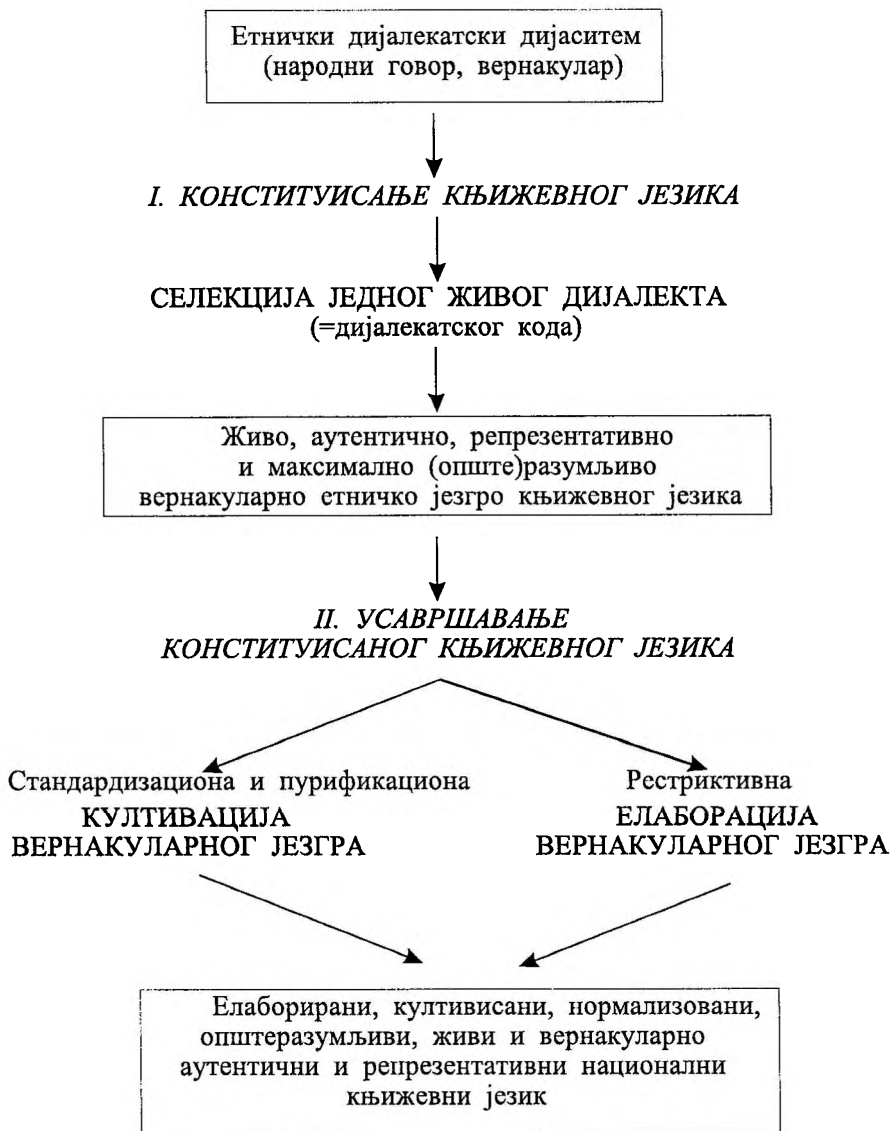 Етнички дијалекатски дијаситем
(народни говор, вернакулар)
I. КОНСТИТУИСАЊЕ КЊИЖЕВНОГ ЈЕЗИКА
СЕЛЕКЦИЈА ЈЕДНОГ ЖИВОГ ДИЈАЛЕКТА
(=дијалекатског кода)
Живо, аутентично, репрезентативно
и максимално (опште)разумљиво
вернакуларно етничко језгро књижевног језика
II. УСАВРШАВАЊЕ
КОНСТИТУИСАНОГ КЊИЖЕВНОГ ЈЕЗИКА
Стандардизациона и пурификациона
КУЛТИВАЦИЈА
ВЕРНАКУЛАРНОГ ЈЕЗГРА
Рестриктивна
ЕЛАБОРАЦИЈА
ВЕРНАКУЛАРНОГ ЈЕЗГРА
Елаборирани, култивисани, нормализовани,
општеразумљиви, живи и вернакуларно
аутентични и репрезентативни национални
књижевни језик